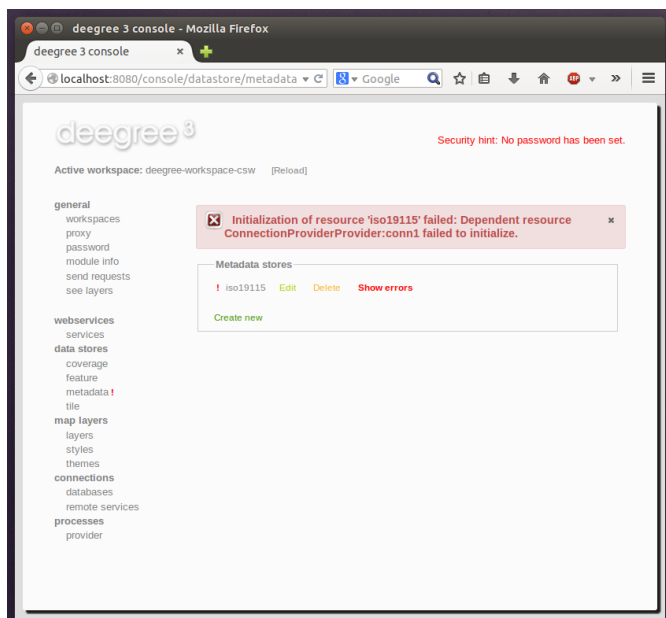 deegree 3 console - Mozilla Firefox
deegree 3 console
localhost:8080/console/datastore/metadata
Google
ABP
deegree 3
Security hint: No password has been set.
Active workspace: deegree-workspace-csw [Reload]
general
workspaces
proxy
password
module info
send requests
see layers
webservices
services
data stores
coverage
feature
metadata !
tile
map layers
layers
styles
themes
connections
databases
remote services
processes
provider
Initialization of resource 'iso19115' failed: Dependent resource
ConnectionProviderProvider:conn1 failed to initialize.
Metadata stores
! iso19115 Edit Delete Show errors
Create new